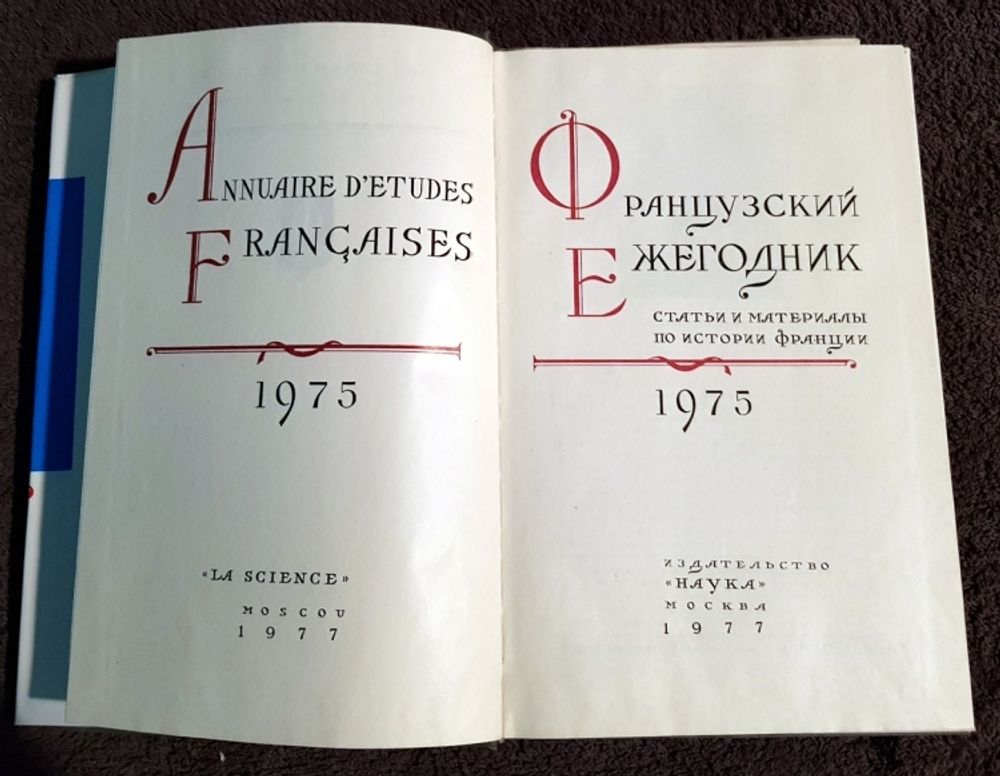 ANNUAIRE D'ETUDES
FRANÇAISES
1975
«LA SCIENCE»
MOSCOU
1977
ФРАНЦУЗСКИЙ
ЕЖЕГОДНИК
СТАТЬИ И МАТЕРИАЛЫ
ПО ИСТОРИИ ФРАНЦИИ
1975
ИЗДАТЕЛЬСТВО
«НАУКА»
МОСКВА
1977